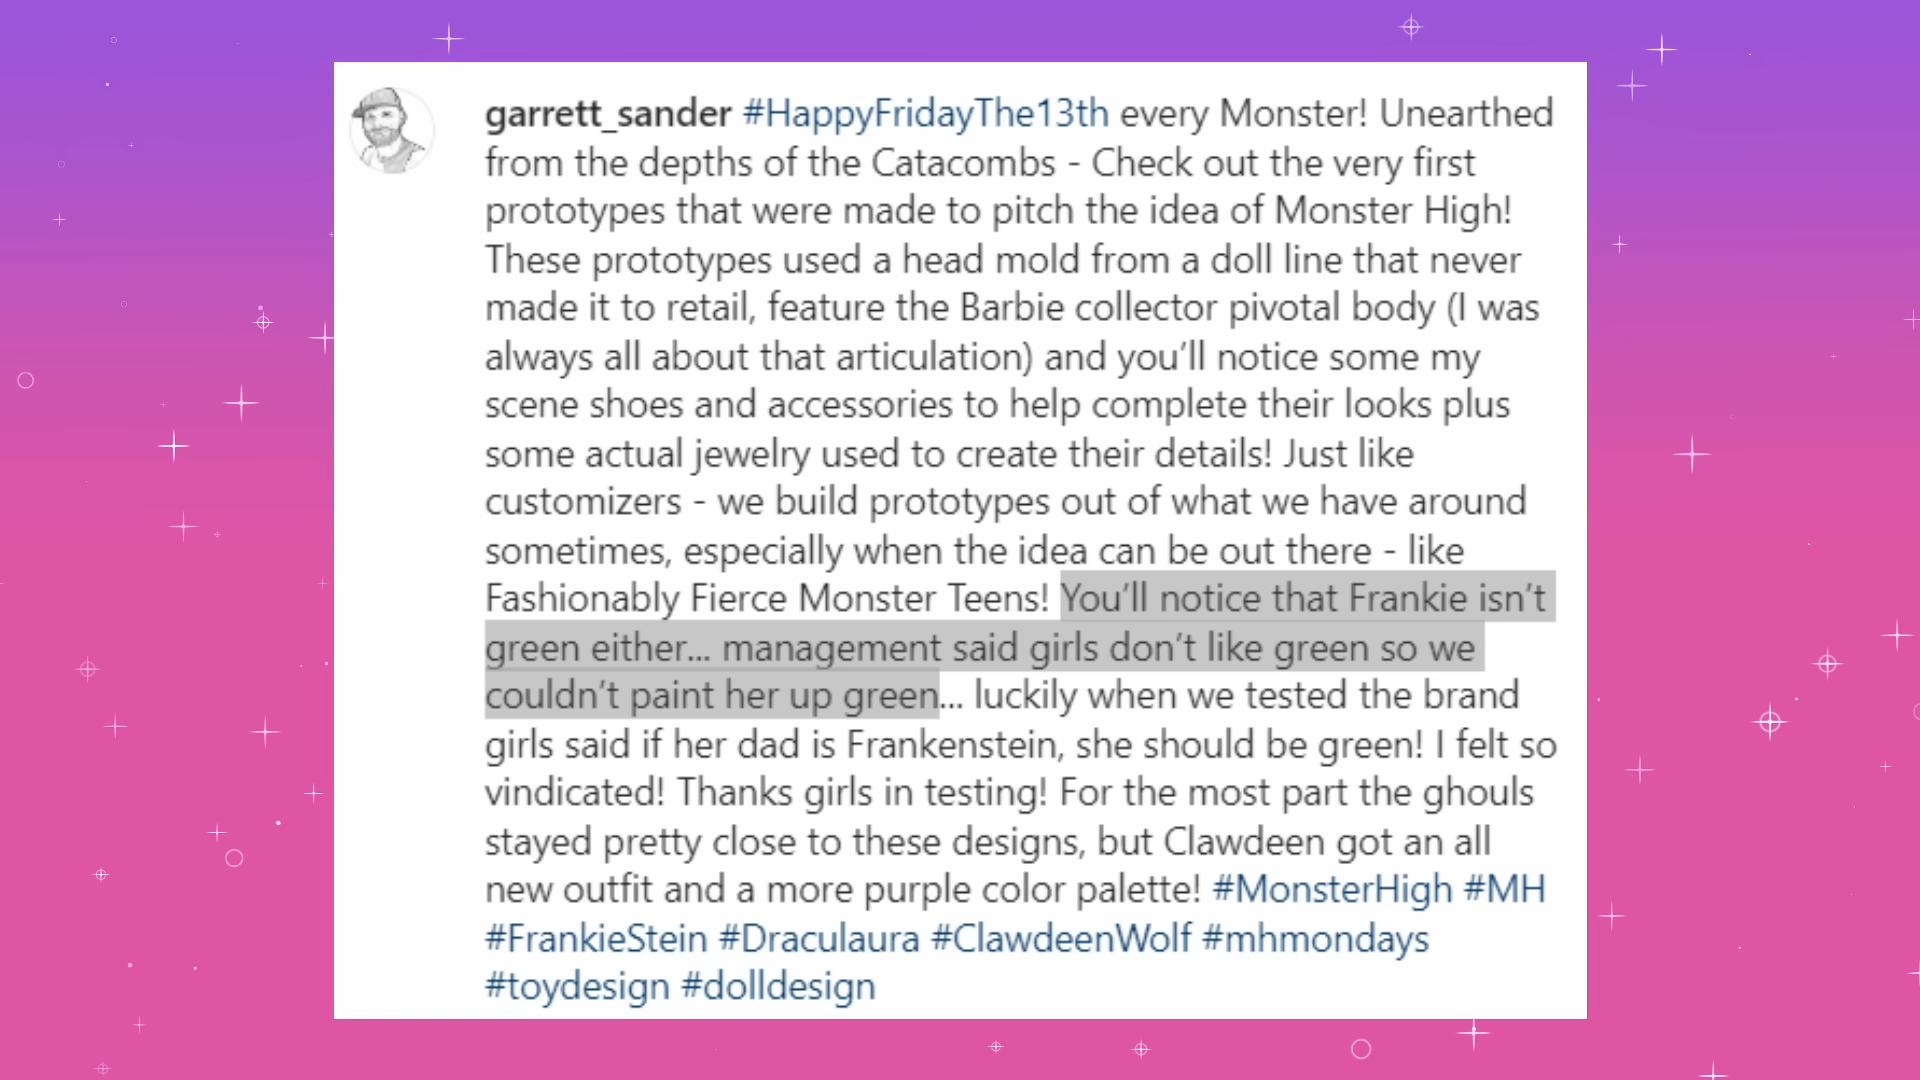 garrett_sander #HappyFridayThe13th every Monster! Unearthed
from the depths of the Catacombs - Check out the very first
prototypes that were made to pitch the idea of Monster High!
These prototypes used a head mold from a doll line that never
made it to retail, feature the Barbie collector pivotal body (I was
always all about that articulation) and you’ll notice some my
scene shoes and accessories to help complete their looks plus
some actual jewelry used to create their details! Just like
customizers - we build prototypes out of what we have around
sometimes, especially when the idea can be out there - like
Fashionably Fierce Monster Teens! You’ll notice that Frankie isn’t
green either... management said girls don’t like green so we
couldn’t paint her up green... luckily when we tested the brand
girls said if her dad is Frankenstein, she should be green! I felt so
vindicated! Thanks girls in testing! For the most part the ghouls
stayed pretty close to these designs, but Clawdeen got an all
new outfit and a more purple color palette! #MonsterHigh #MH
#FrankieStein #Draculaura #ClawdeenWolf #mhmondays
#toydesign #dolldesign